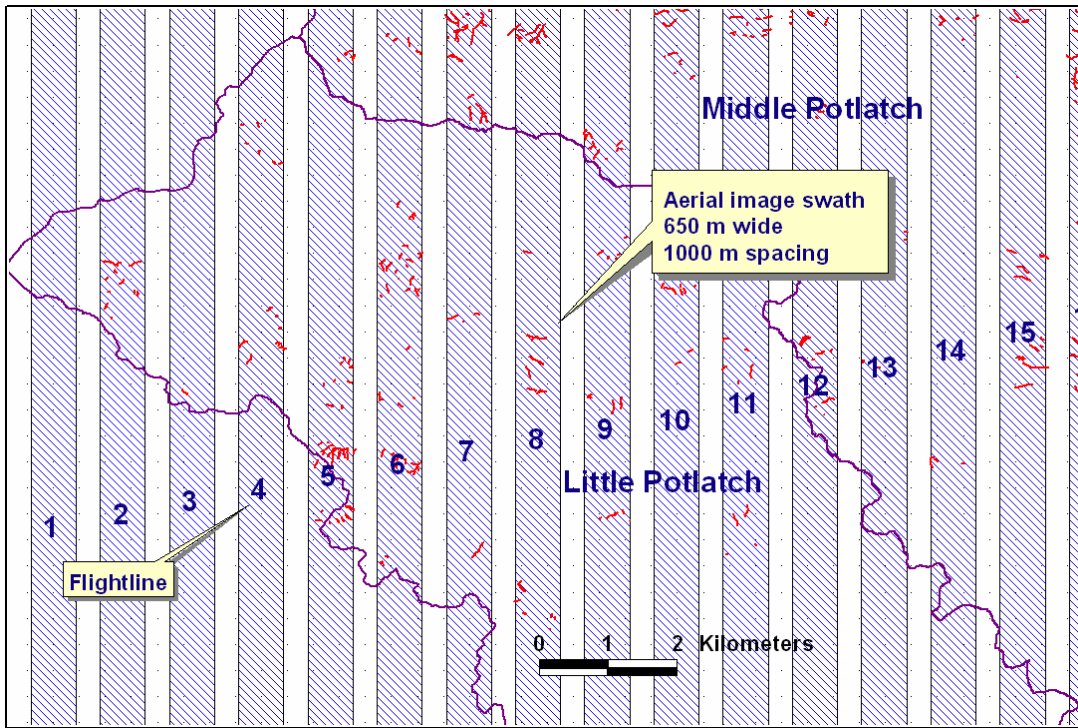 Middle Potlatch
Aerial image swath
650 m wide
1000 m spacing
1
2
3
4
5
6
7
8
9
10
11
12
13
14
15
Little Potlatch
Flightline
0 1 2 Kilometers